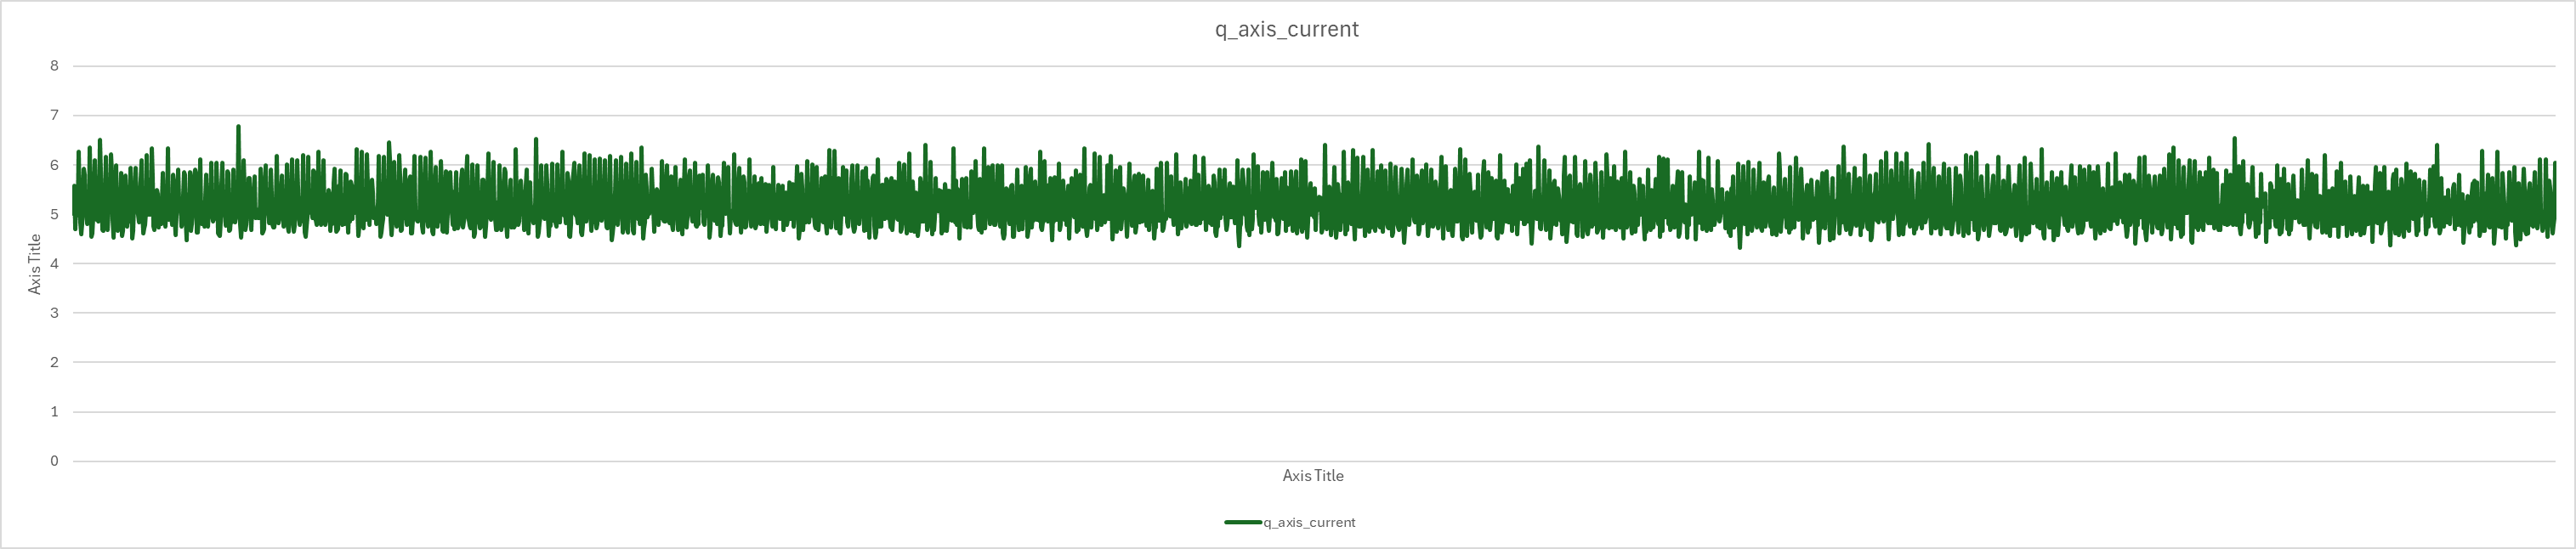 q_axis_current
8
7
6
5
4
3
2
1
0
Axis Title
Axis Title
q_axis_current